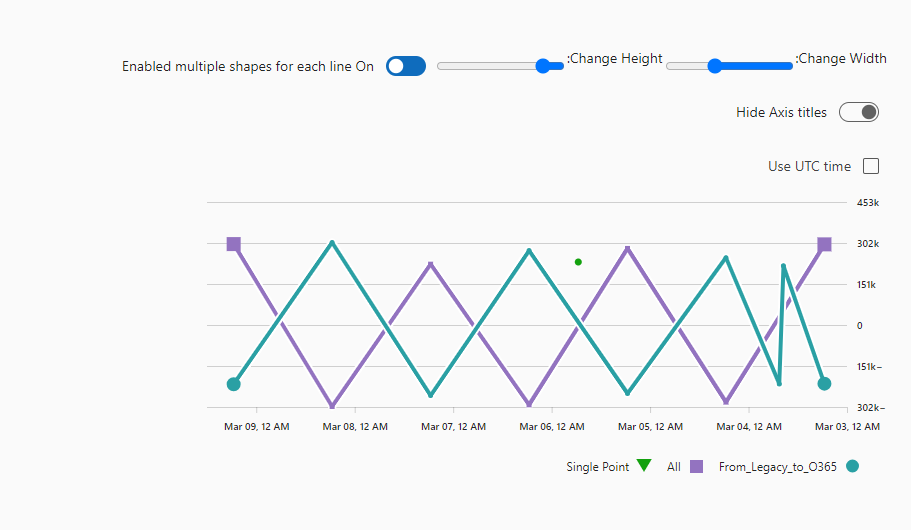 Enabled multiple shapes for each line On
:Change Height
:Change Width
Hide Axis titles
Use UTC time
453k
302k
151k
0
151k−
302k−
Mar 09, 12 AM
Mar 08, 12 AM
Mar 07, 12 AM
Mar 06, 12 AM
Mar 05, 12 AM
Mar 04, 12 AM
Mar 03, 12 AM
Single Point
All
From_Legacy_to_O365